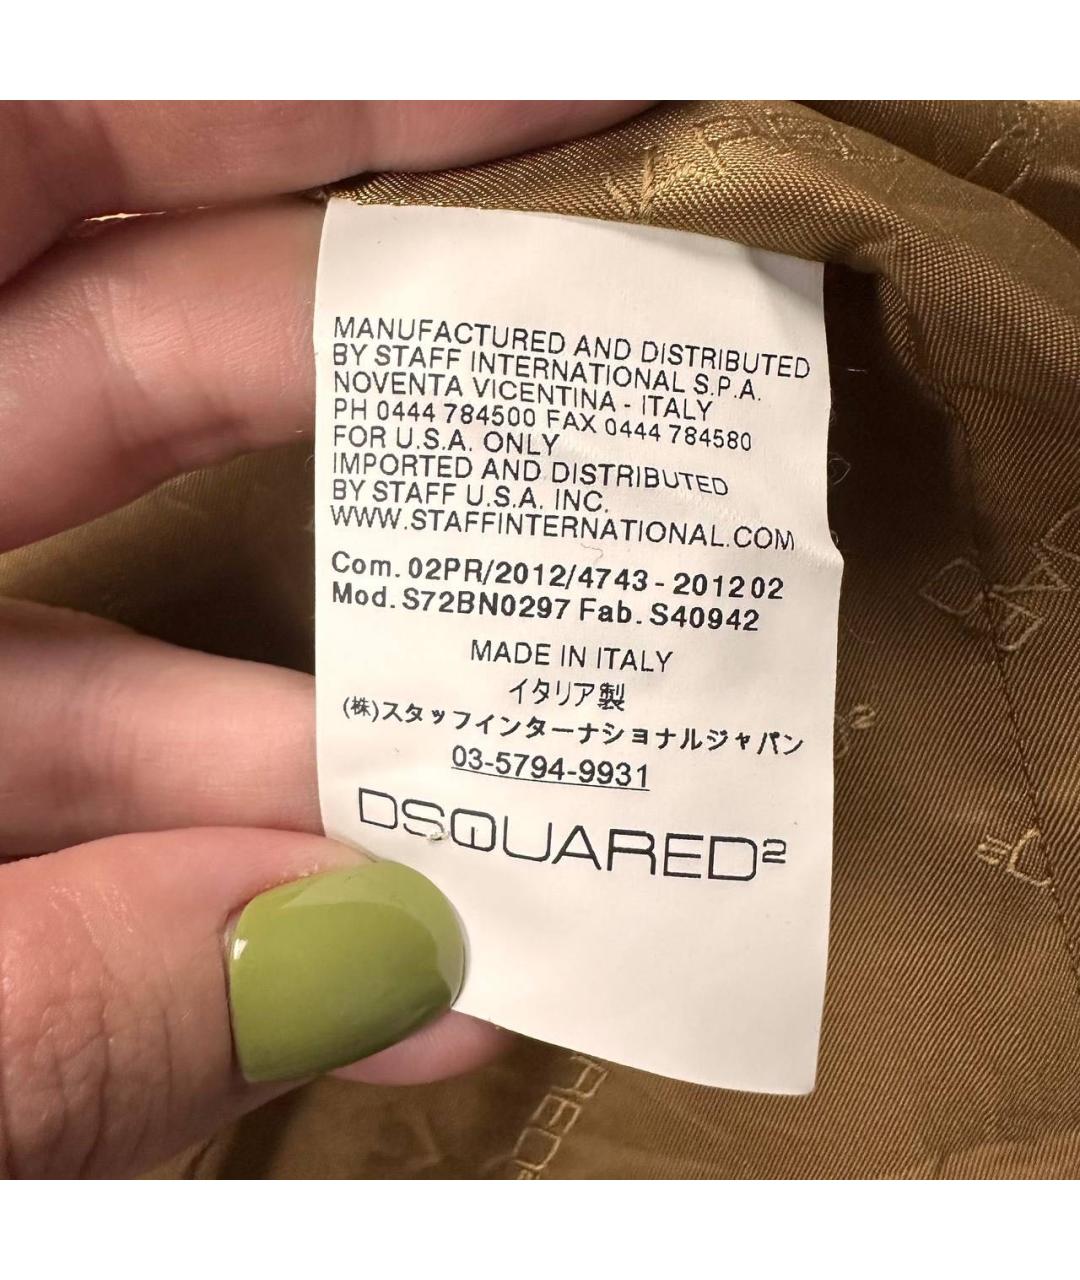 MANUFACTURED AND DISTRIBUTED
BY STAFF INTERNATIONAL S.P.A.
NOVENTA VICENTINA - ITALY
PH 0444 784500 FAX 0444 784580
FOR U.S.A. ONLY
IMPORTED AND DISTRIBUTED
BY STAFF U.S.A. INC.
WWW.STAFFINTERNATIONAL.COM
Com. 02PR/2012/4743 - 201202
Mod. S72BN0297 Fab. S40942
MADE IN ITALY
イタリア製
(株)スタッフインターナショナルジャパン
03-5794-9931
DSQUARED2